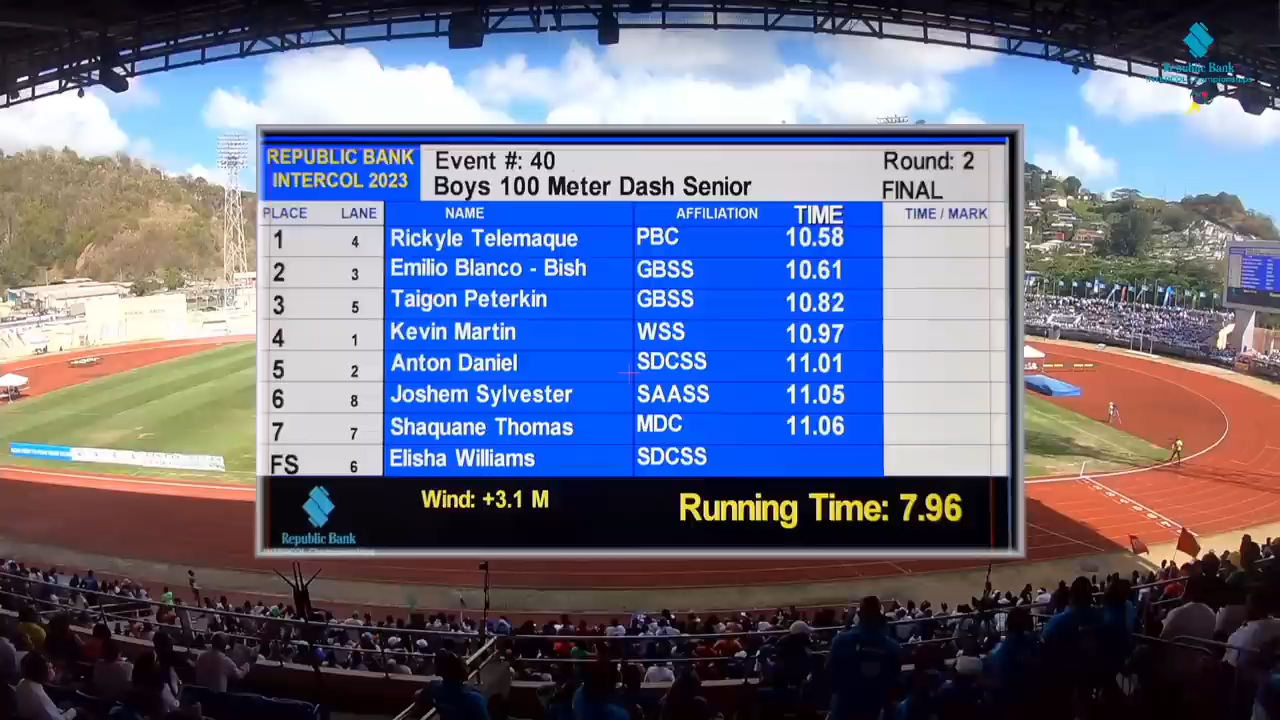 Republic Bank
REPUBLIC BANK
INTERCOL 2023
Event #: 40
Boys 100 Meter Dash Senior
Round: 2
FINAL
PLACE LANE NAME AFFILIATION TIME TIME / MARK
1 4 Rickyle Telemaque PBC 10.58
2 3 Emilio Blanco - Bish GBSS 10.61
3 5 Taigon Peterkin GBSS 10.82
4 1 Kevin Martin WSS 10.97
5 2 Anton Daniel SDCSS 11.01
6 8 Joshem Sylvester SAASS 11.05
7 7 Shaquane Thomas MDC 11.06
FS 6 Elisha Williams SDCSS
Wind: +3.1 M
Running Time: 7.96
Republic Bank